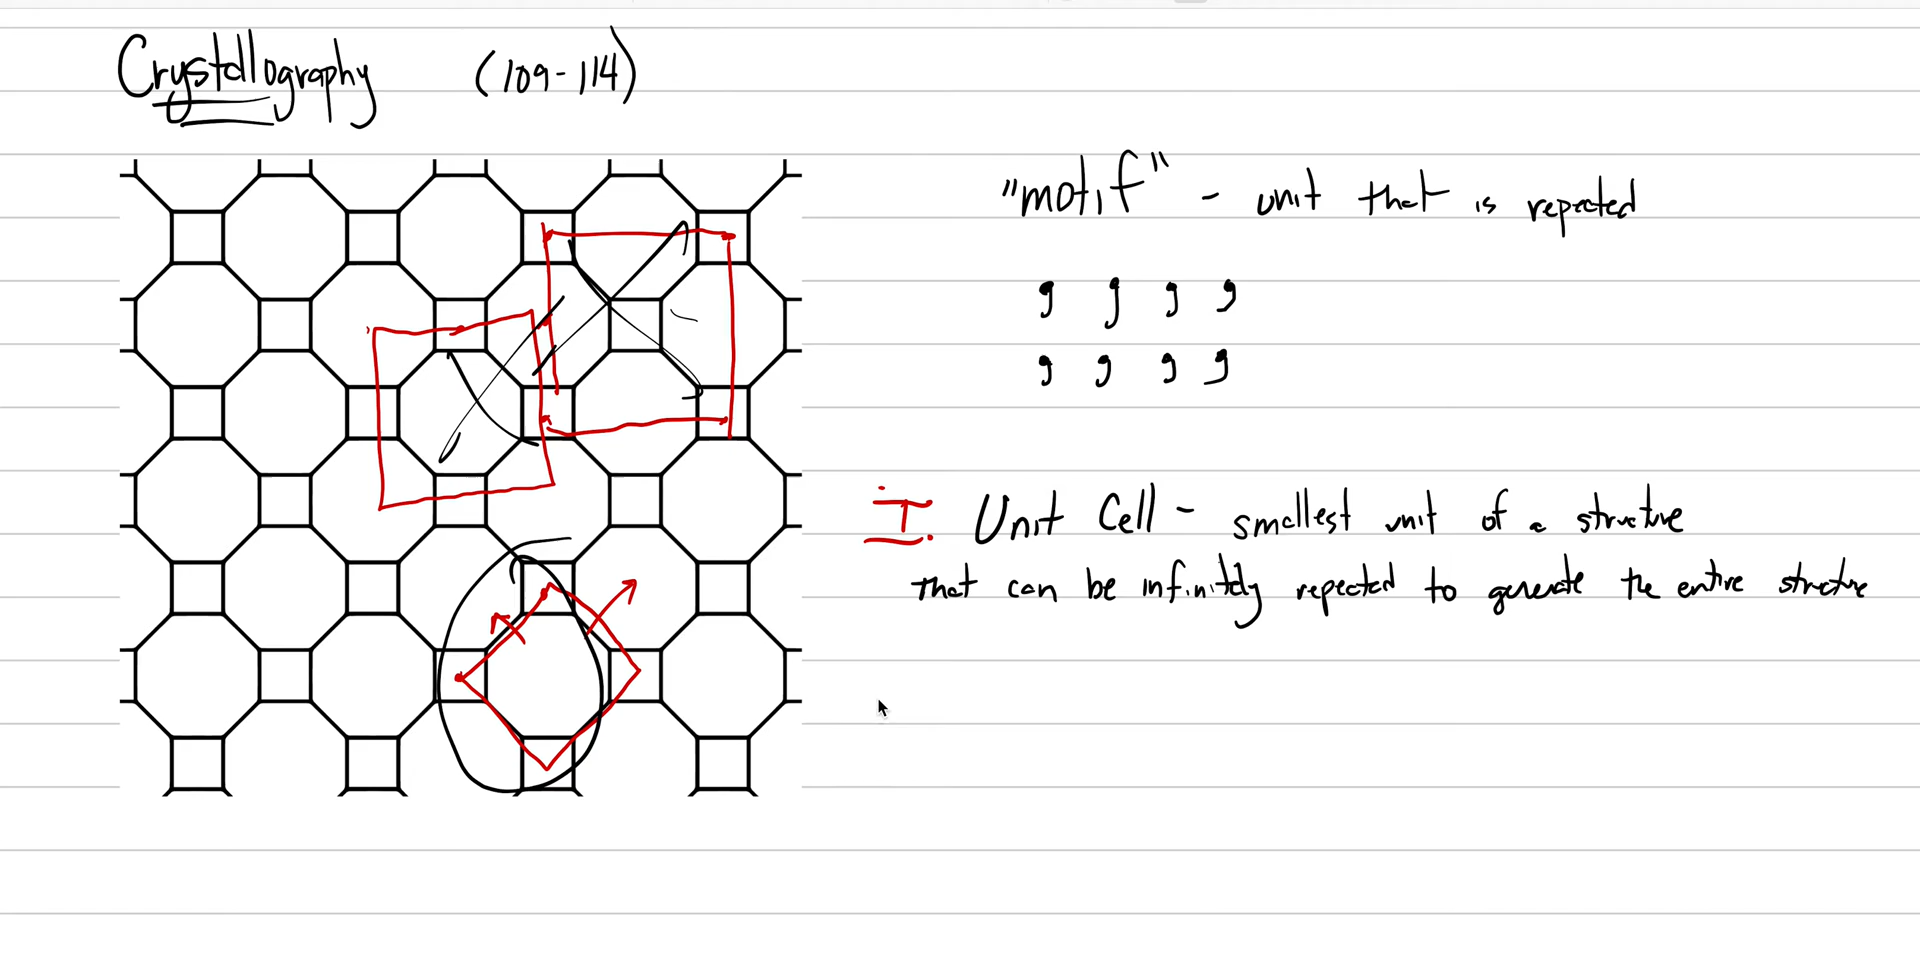 Crystallography (109-114)
"motif" - unit that is repeated
I. Unit Cell - smallest unit of a structure
that can be infinitely repeated to generate the entire structure